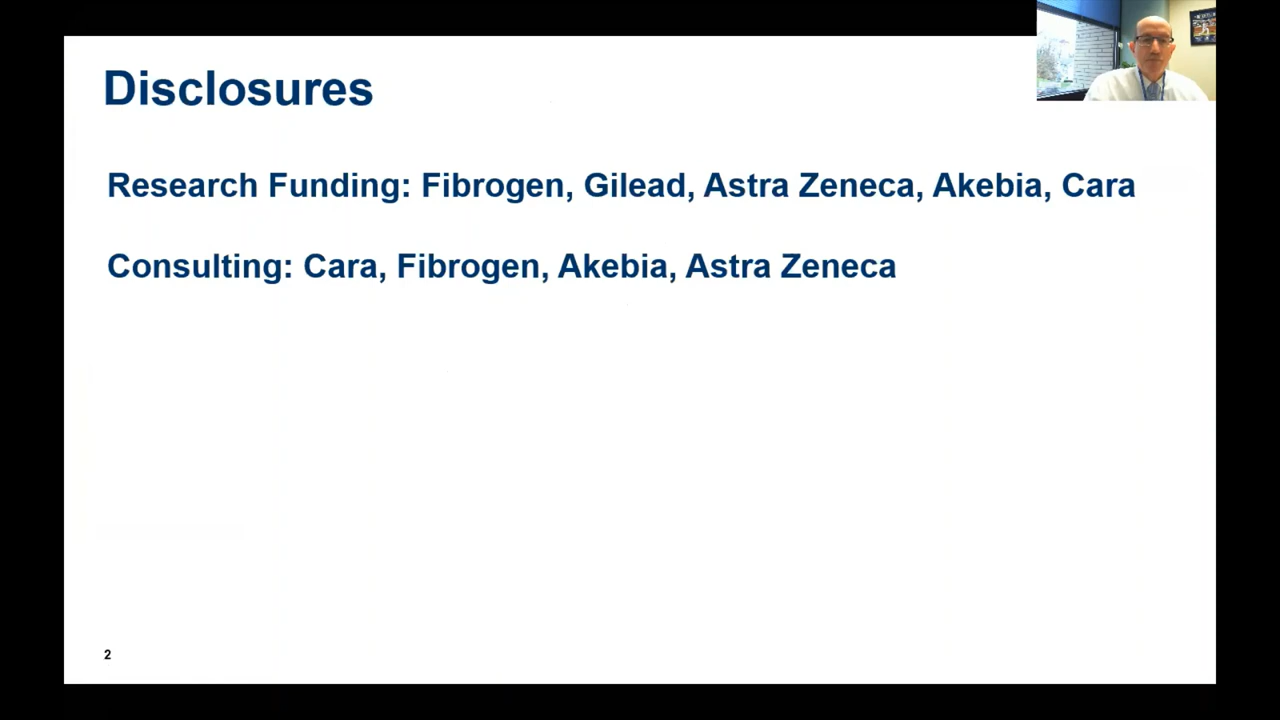 Disclosures
Research Funding: Fibrogen, Gilead, Astra Zeneca, Akebia, Cara
Consulting: Cara, Fibrogen, Akebia, Astra Zeneca
2